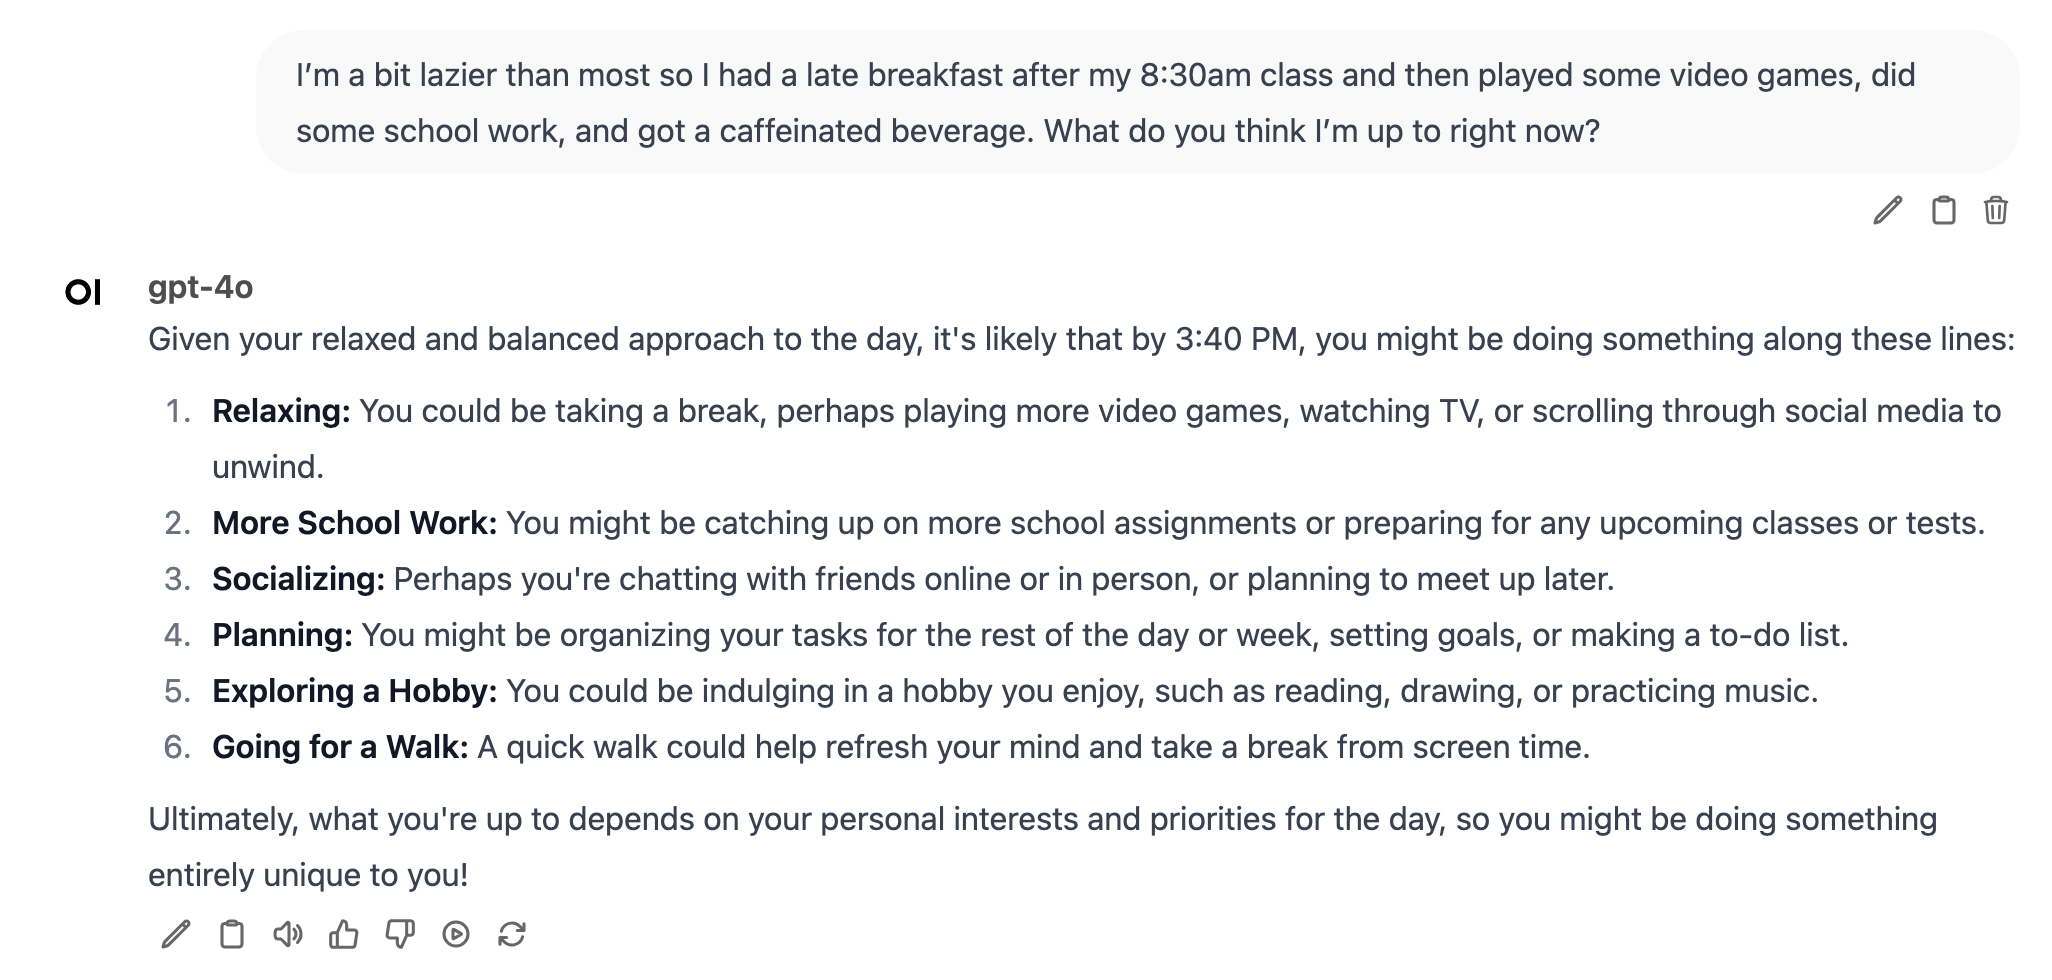 I’m a bit lazier than most so I had a late breakfast after my 8:30am class and then played some video games, did
some school work, and got a caffeinated beverage. What do you think I’m up to right now?
OI
gpt-4o
Given your relaxed and balanced approach to the day, it's likely that by 3:40 PM, you might be doing something along these lines:
1. Relaxing: You could be taking a break, perhaps playing more video games, watching TV, or scrolling through social media to
unwind.
2. More School Work: You might be catching up on more school assignments or preparing for any upcoming classes or tests.
3. Socializing: Perhaps you're chatting with friends online or in person, or planning to meet up later.
4. Planning: You might be organizing your tasks for the rest of the day or week, setting goals, or making a to-do list.
5. Exploring a Hobby: You could be indulging in a hobby you enjoy, such as reading, drawing, or practicing music.
6. Going for a Walk: A quick walk could help refresh your mind and take a break from screen time.
Ultimately, what you're up to depends on your personal interests and priorities for the day, so you might be doing something
entirely unique to you!